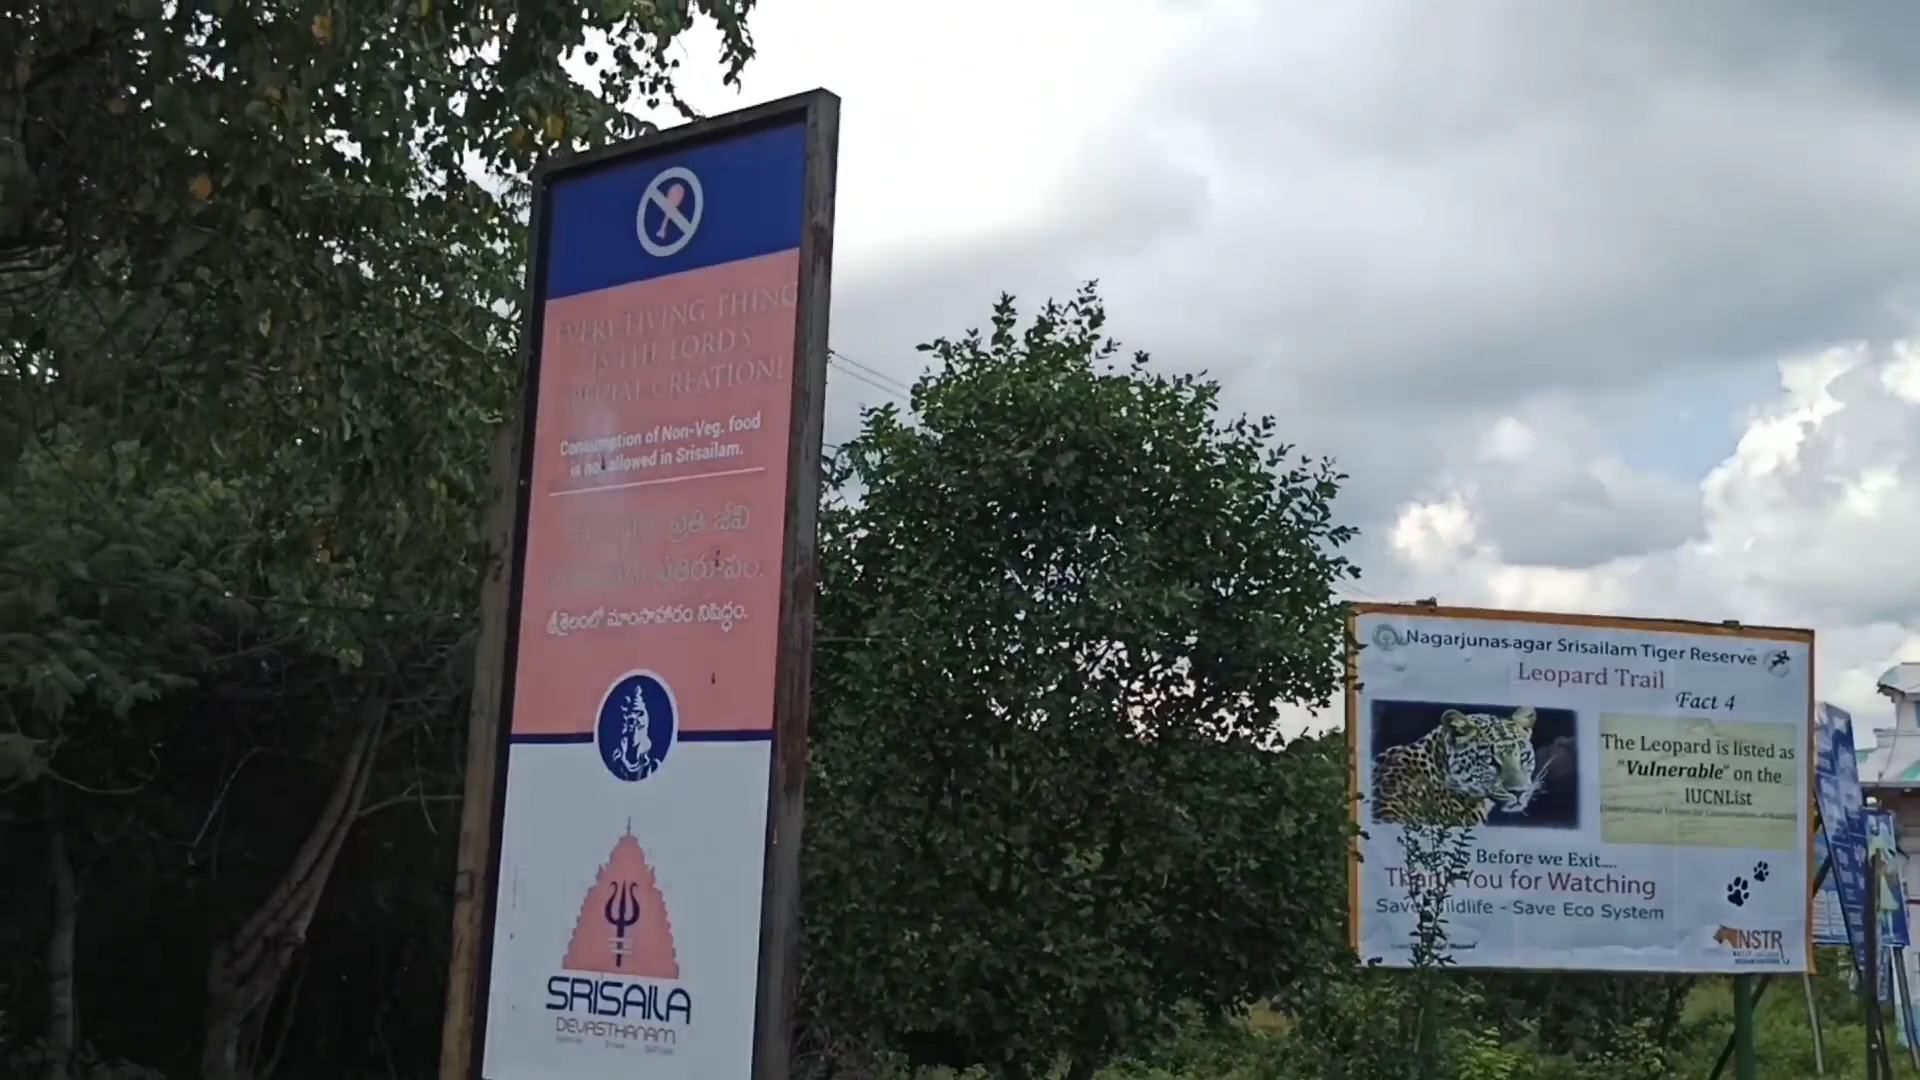 EVERY LIVING THING
IS THE LORD'S
SPECIAL CREATION!
Consumption of Non-Veg. food
is not allowed in Srisailam.
ప్రతి జీవి
ప్రతిరూపం.
శ్రీశైలంలో మాంసాహారం నిషిద్ధం.
SRISAILA
DEVASTHANAM
Nagarjunasagar Srisailam Tiger Reserve
Leopard Trail
Fact 4
The Leopard is listed as
"Vulnerable" on the
IUCNList
Before we Exit....
Thank You for Watching
Save Wildlife - Save Eco System
NSTR